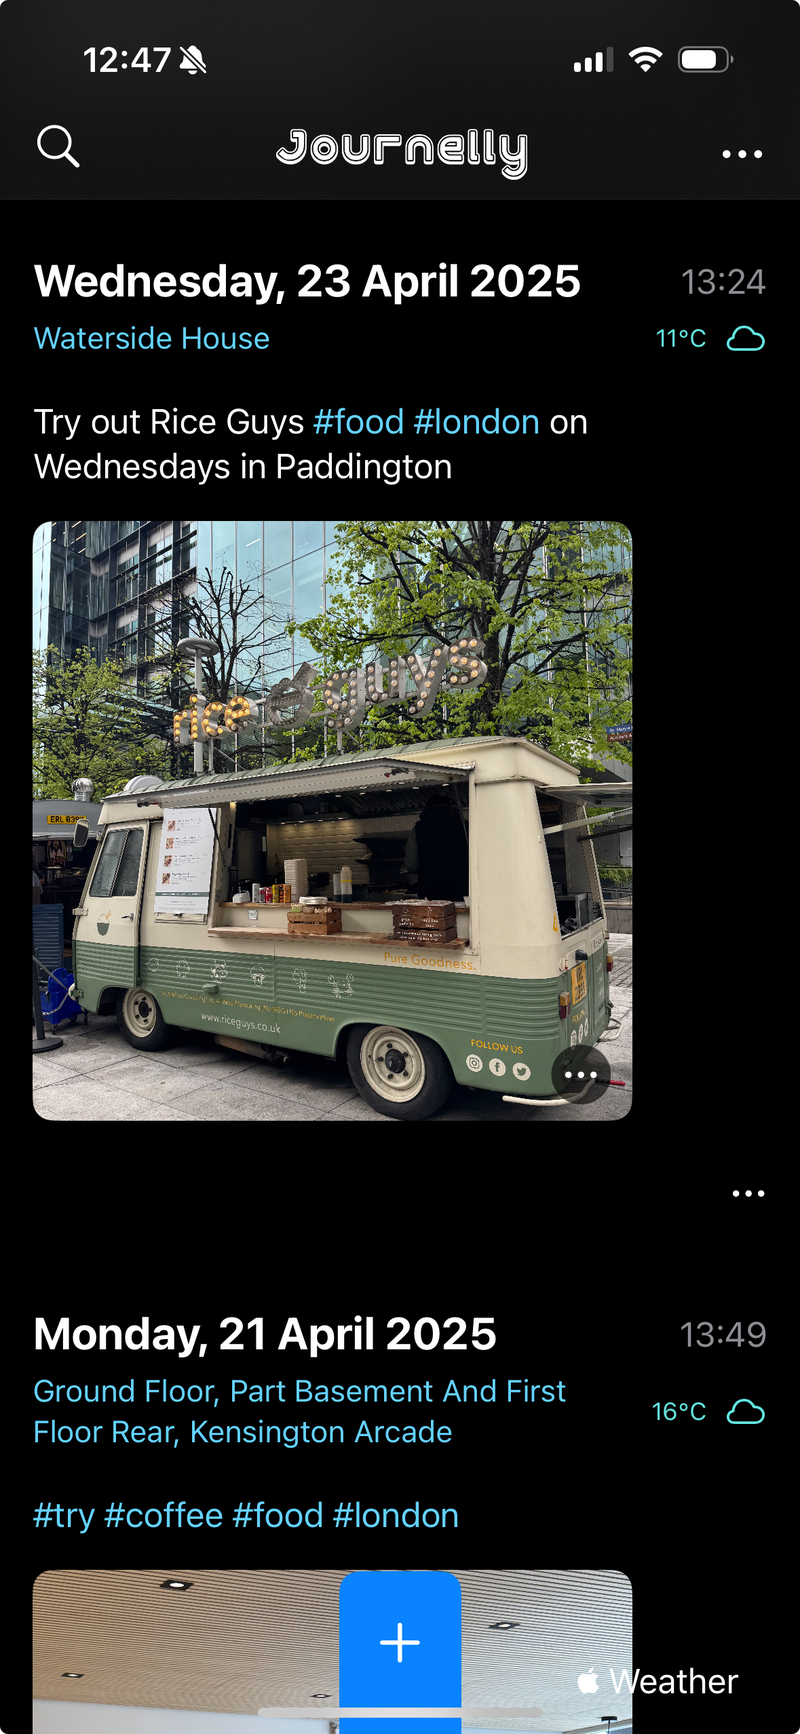 12:47
Journelly
Wednesday, 23 April 2025
13:24
Waterside House
11°C
Try out Rice Guys #food #london on
Wednesdays in Paddington
rice guys
Pure Goodness.
www.riceguys.co.uk
FOLLOW US
Monday, 21 April 2025
13:49
Ground Floor, Part Basement And First
Floor Rear, Kensington Arcade
16°C
#try #coffee #food #london
Weather